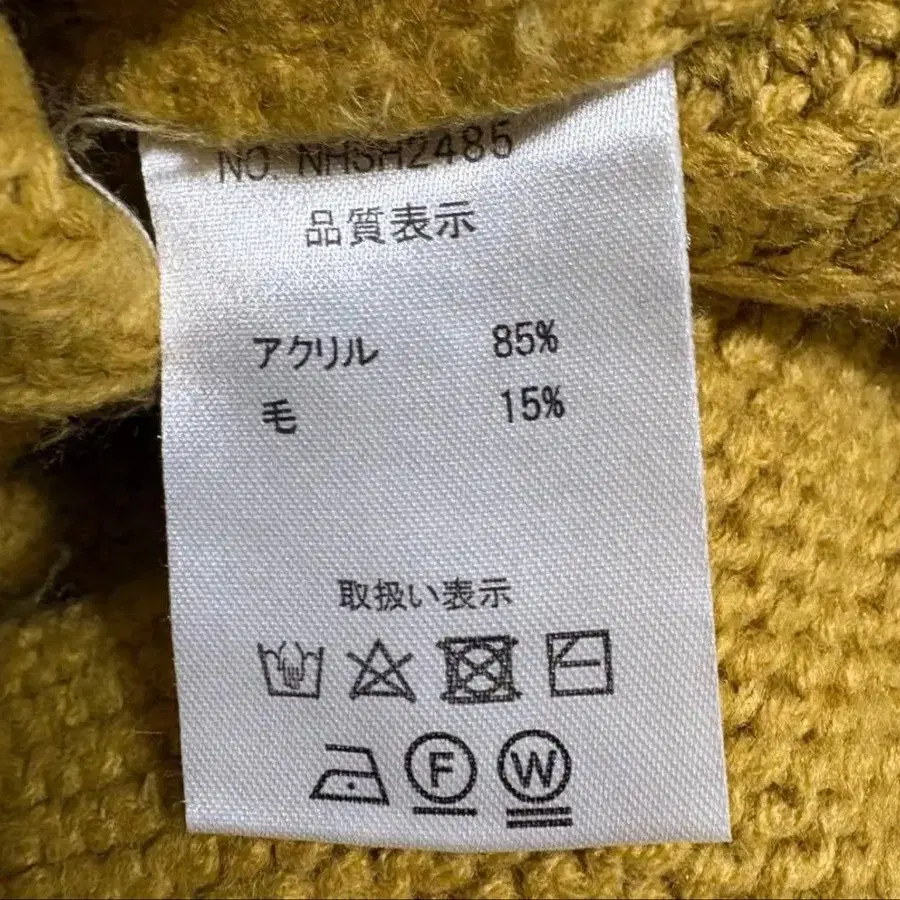 NO. NHSH2485
品質表示
アクリル 85%
毛 15%
取扱い表示
F W